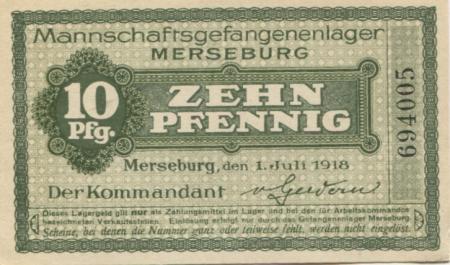 Mannschaftsgefangenenlager
MERSEBURG
10
Pfg.
ZEHN
PFENNIG
694005
Merseburg, den 1. Juli 1918
Der Kommandant
Dieses Lagergeld gilt nur als Zahlungsmittel im Lager und bei den für Arbeitskommandos
bezeichneten Verkaufsstellen. Einlösung erfolgt nur durch das Gefangenenlager Merseburg.
Scheine, bei denen die Nummer ganz oder teilweise fehlt, werden nicht eingelöst.